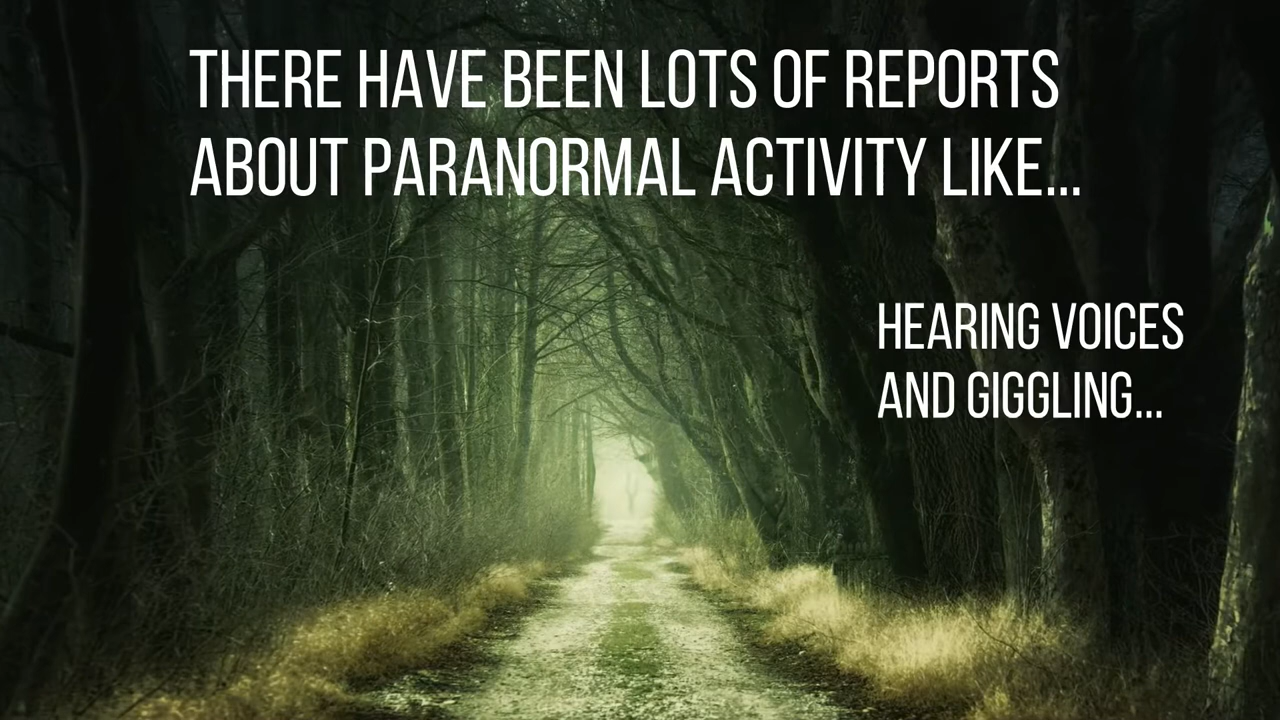 THERE HAVE BEEN LOTS OF REPORTS
ABOUT PARANORMAL ACTIVITY LIKE...
HEARING VOICES
AND GIGGLING...